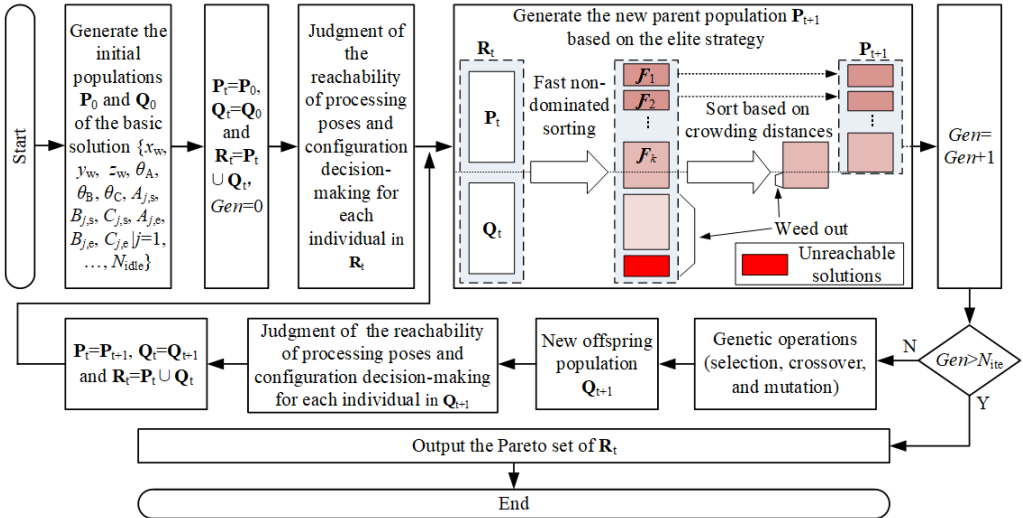 Start
Generate the
initial
populations
P0 and Q0
of the basic
solution {xw,
yw, zw, θA,
θB, θC, Aj,s,
Bj,s, Cj,s, Aj,e,
Bj,e, Cj,e|j=1,
…, Nidle}
Pt=P0,
Qt=Q0
and
Rt=Pt
∪ Qt,
Gen=0
Judgment of
the
reachability
of processing
poses and
configuration
decision-
making for
each
individual in
Rt
Generate the new parent population Pt+1
based on the elite strategy
Rt
Pt
Qt
Fast non-
dominated
sorting
F1
F2
⋮
Fk
Sort based on
crowding distances
Pt+1
⋮
Weed out
Unreachable
solutions
Gen=
Gen+1
Gen>Nite
N
Y
Genetic operations
(selection, crossover,
and mutation)
New offspring
population
Qt+1
Judgment of the reachability
of processing poses and
configuration decision-making
for each individual in Qt+1
Pt=Pt+1, Qt=Qt+1
and Rt=Pt ∪ Qt
Output the Pareto set of Rt
End